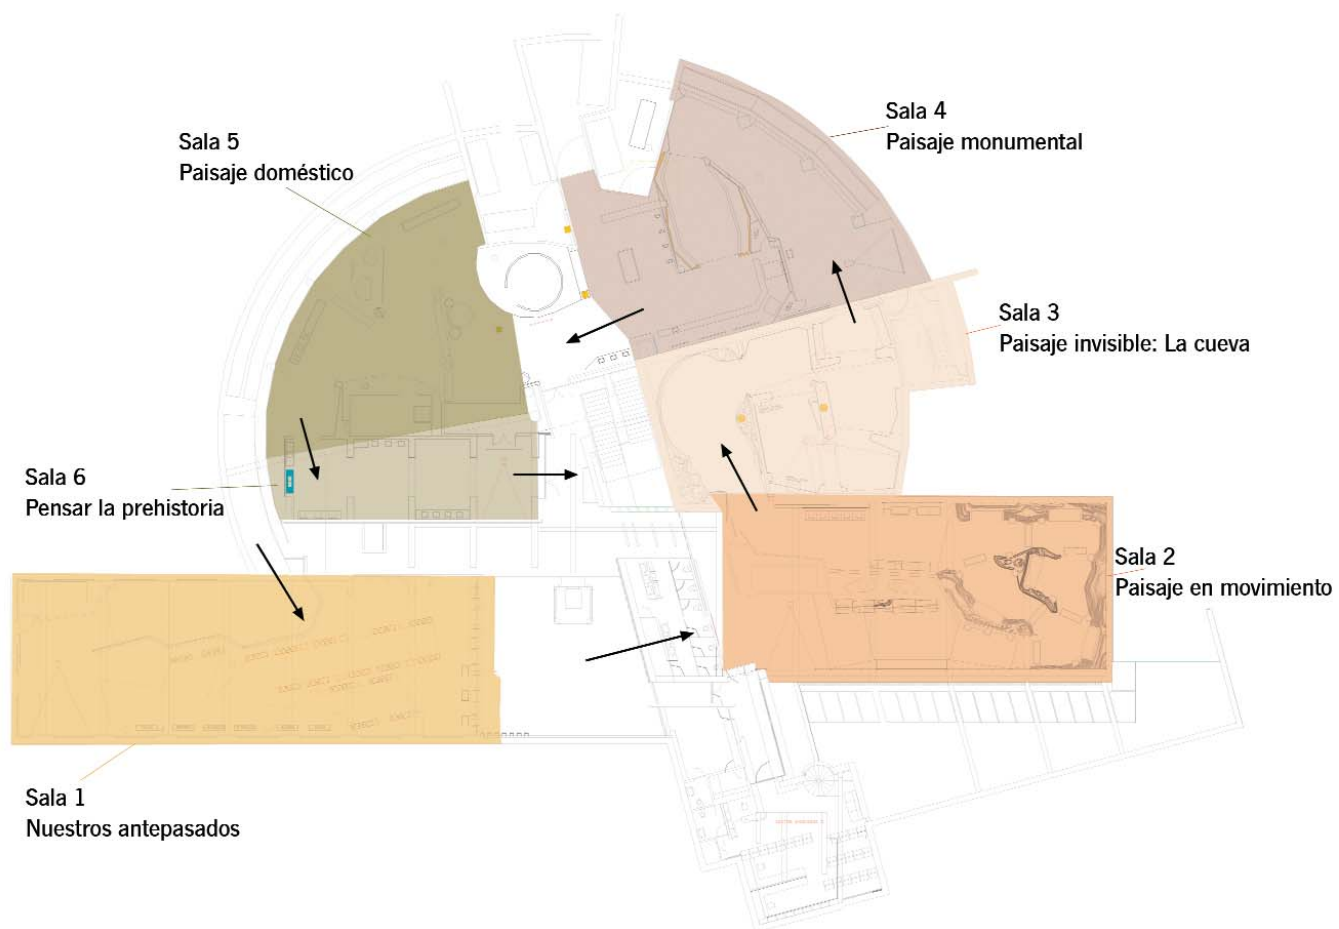 Sala 4
Paisaje monumental
Sala 5
Paisaje doméstico
Sala 3
Paisaje invisible: La cueva
Sala 6
Pensar la prehistoria
Sala 2
Paisaje en movimiento
Sala 1
Nuestros antepasados